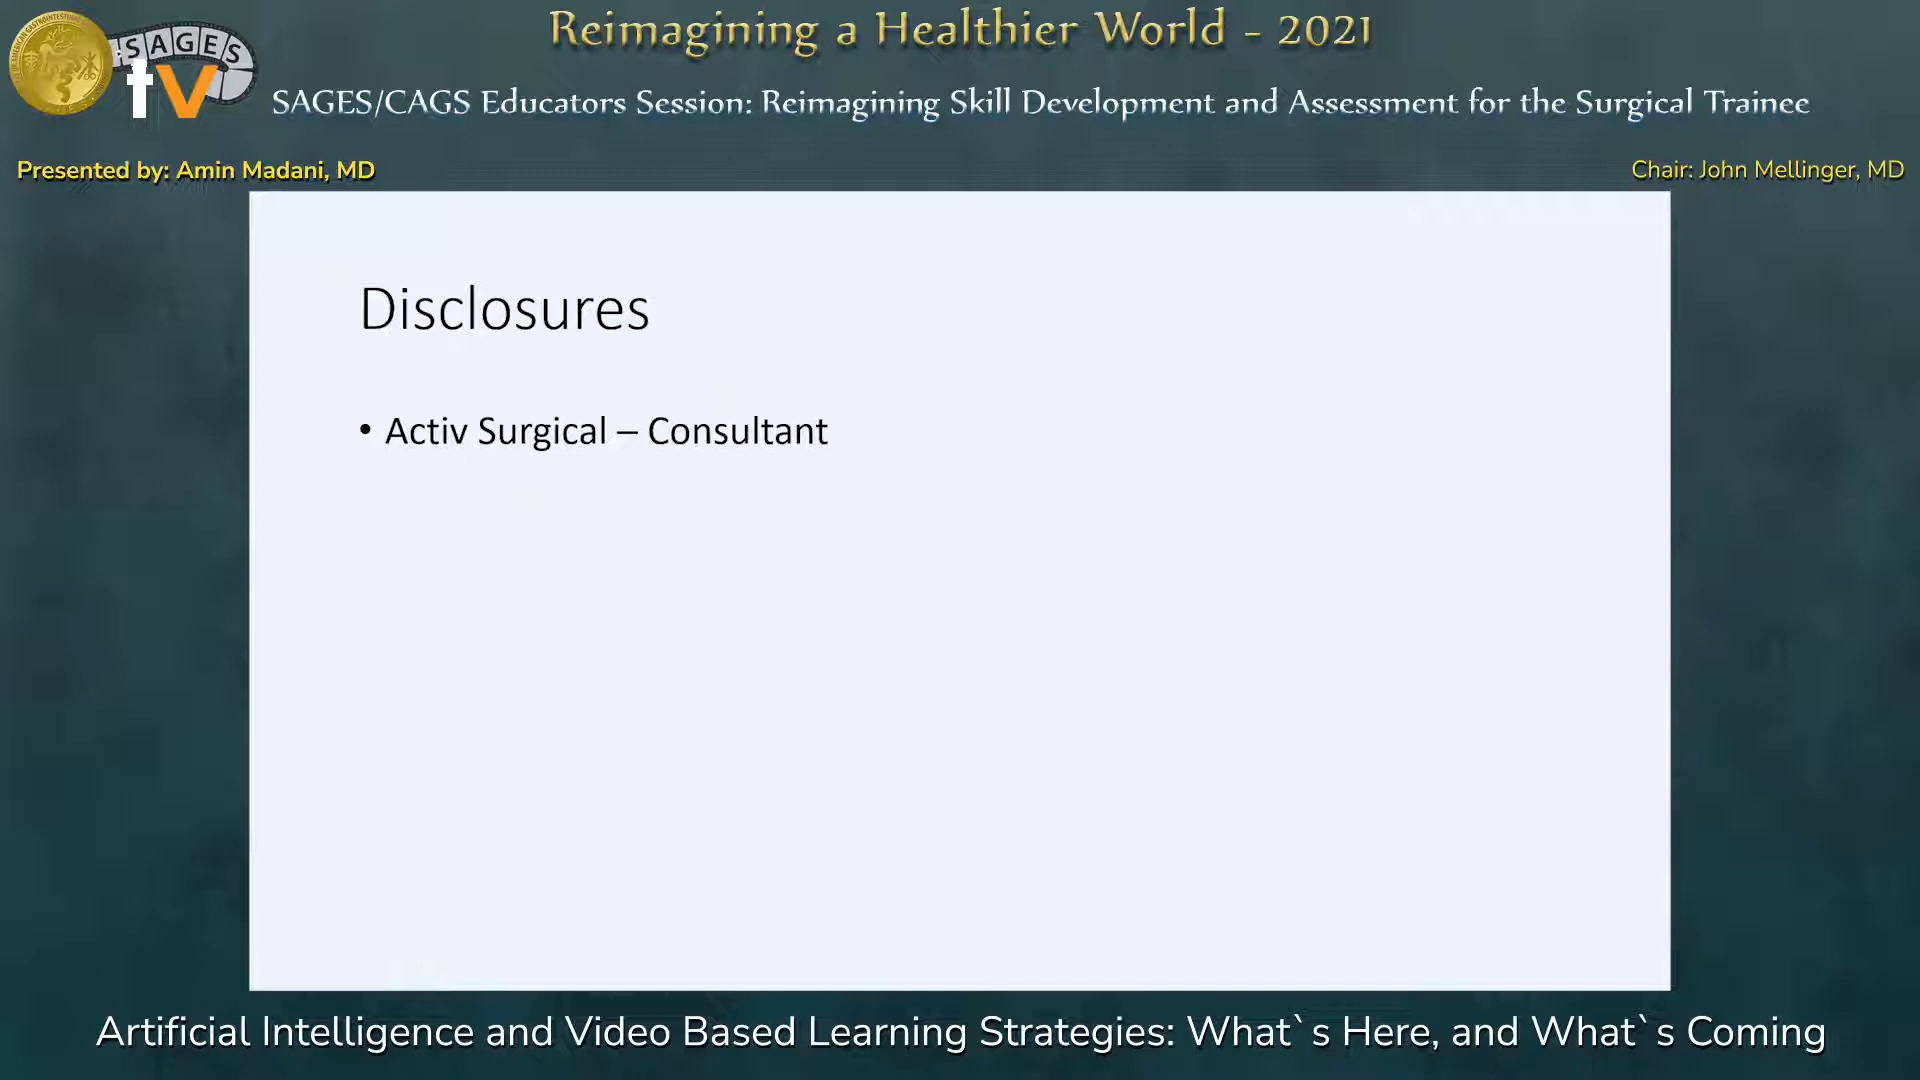 Reimagining a Healthier World - 2021
SAGES
tv
SAGES/CAGS Educators Session: Reimagining Skill Development and Assessment for the Surgical Trainee
Presented by: Amin Madani, MD
Chair: John Mellinger, MD
Disclosures
• Activ Surgical – Consultant
Artificial Intelligence and Video Based Learning Strategies: What`s Here, and What`s Coming